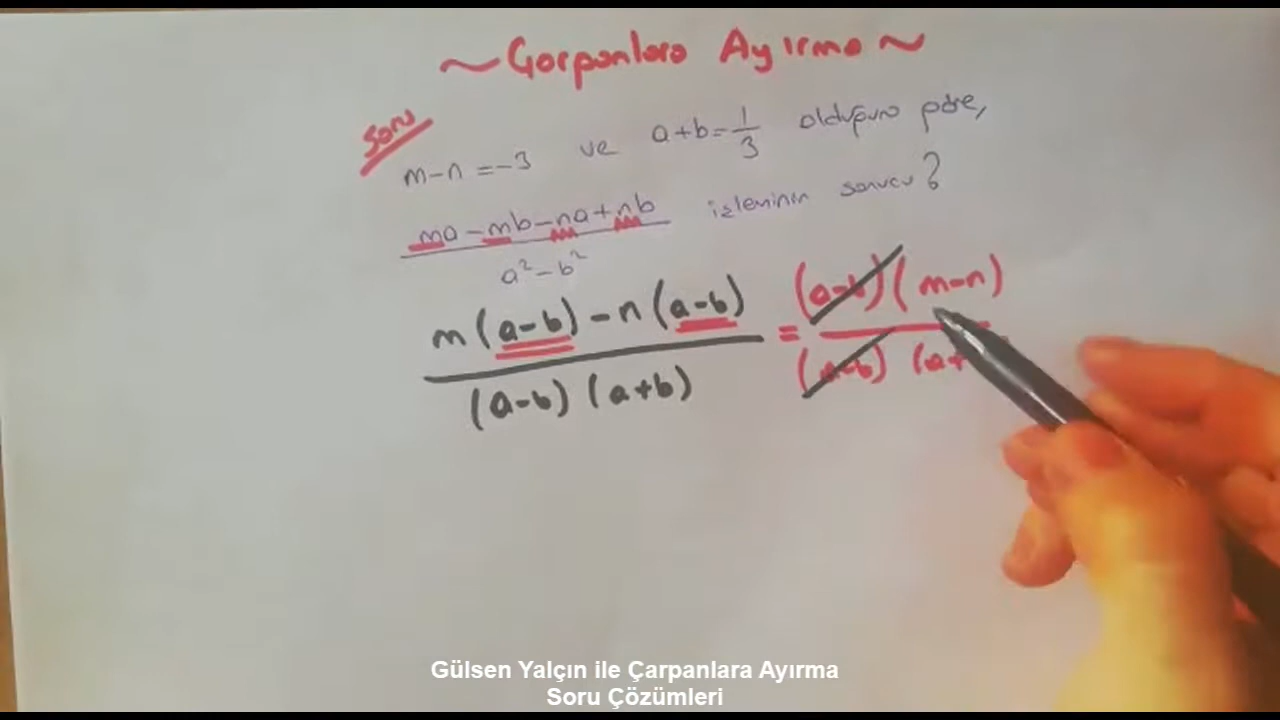 ~Çarpanlara Ayırma~
Soru
m-n=-3 ve a+b=1/3 olduğuna göre,
ma-mb-na+nb / a²-b² işleminin sonucu?
m(a-b)-n(a-b) / (a-b)(a+b) = (a-b)(m-n) / (a-b)(a+
Gülsen Yalçın ile Çarpanlara Ayırma
Soru Çözümleri